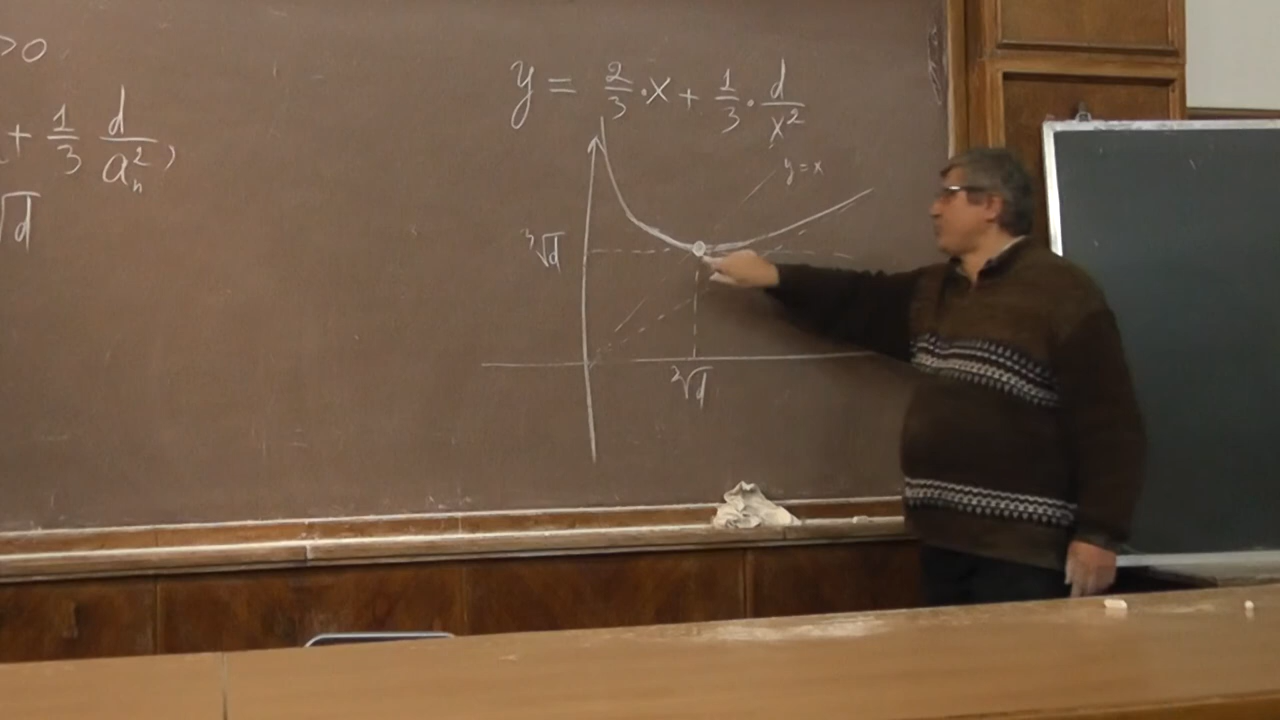 >0
+ 1/3 d/a_n^2,
√d
y = 2/3 · x + 1/3 · d/x^2
y = x
∛d
∛d